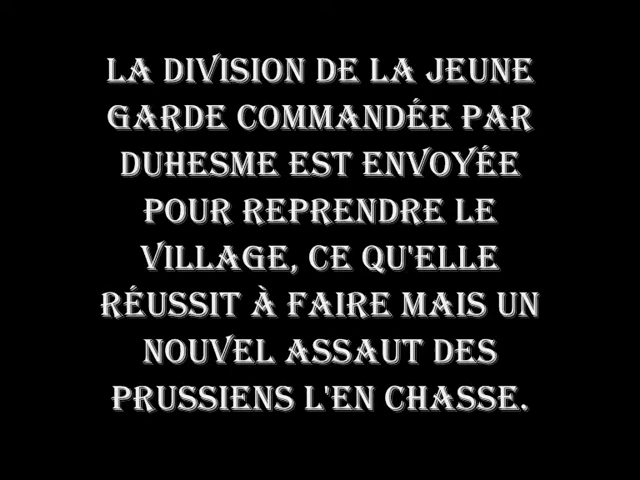 LA DIVISION DE LA JEUNE
GARDE COMMANDÉE PAR
DUHESME EST ENVOYÉE
POUR REPRENDRE LE
VILLAGE, CE QU'ELLE
RÉUSSIT À FAIRE MAIS UN
NOUVEL ASSAUT DES
PRUSSIENS L'EN CHASSE.